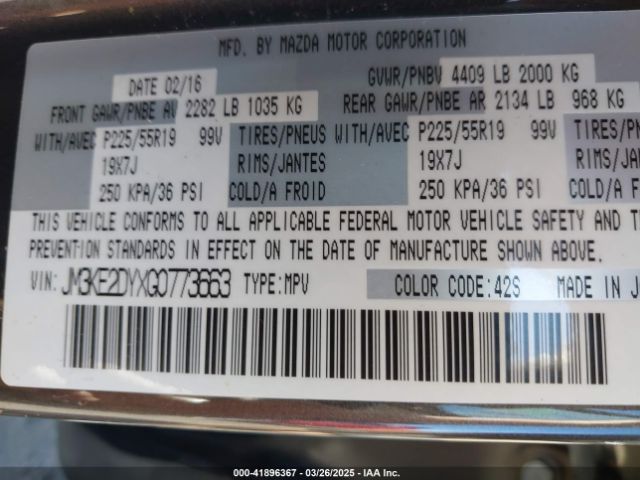 MFD. BY MAZDA MOTOR CORPORATION
DATE 02/16 GVWR/PNBV 4409 LB 2000 KG
FRONT GAWR/PNBE AV 2282 LB 1035 KG REAR GAWR/PNBE AR 2134 LB 968 KG
WITH/AVEC P225/55R19 99V TIRES/PNEUS WITH/AVEC P225/55R19 99V TIRES/PNE
19X7J RIMS/JANTES 19X7J RIMS/JAN
250 KPA/36 PSI COLD/A FROID 250 KPA/36 PSI COLD/A F
THIS VEHICLE CONFORMS TO ALL APPLICABLE FEDERAL MOTOR VEHICLE SAFETY AND T
PREVENTION STANDARDS IN EFFECT ON THE DATE OF MANUFACTURE SHOWN ABOVE.
VIN: JM3KE2DYXG0773663 TYPE:MPV COLOR CODE:42S MADE IN J
000-41896367 | 03/26/2025 | IAA Inc.